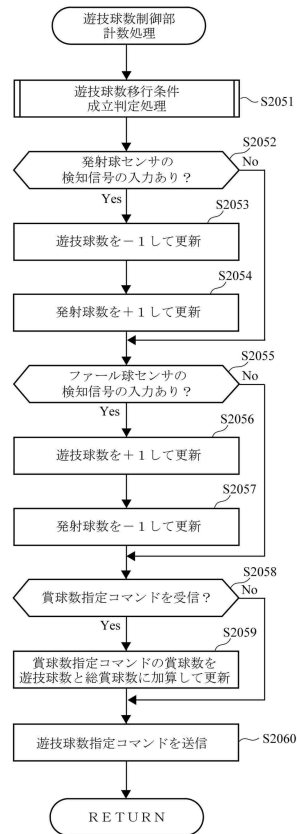 遊技球数制御部
計数処理
遊技球数移行条件
成立判定処理
S2051
S2052
発射球センサの
検知信号の入力あり？
No
Yes
S2053
遊技球数を－１して更新
S2054
発射球数を＋１して更新
S2055
ファール球センサの
検知信号の入力あり？
No
Yes
S2056
遊技球数を＋１して更新
S2057
発射球数を－１して更新
S2058
賞球数指定コマンドを受信？
No
Yes
S2059
賞球数指定コマンドの賞球数を
遊技球数と総賞球数に加算して更新
S2060
遊技球数指定コマンドを送信
ＲＥＴＵＲＮ